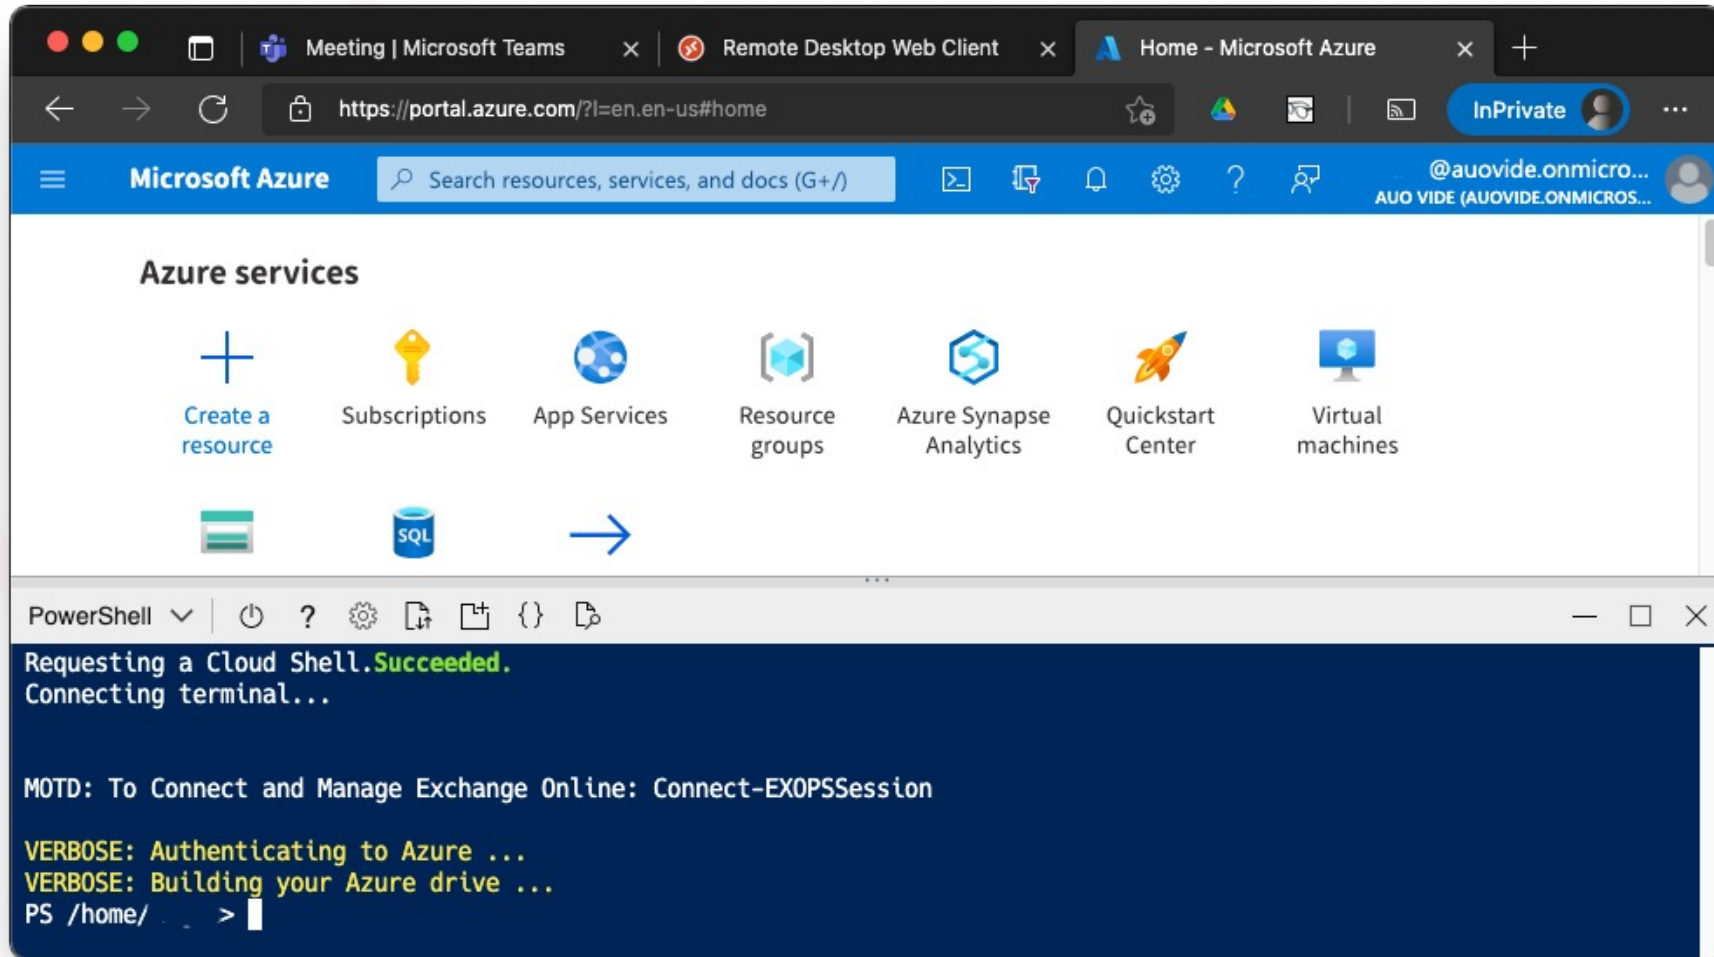 Meeting | Microsoft Teams
Remote Desktop Web Client
Home - Microsoft Azure
https://portal.azure.com/?l=en.en-us#home
InPrivate
Microsoft Azure
Search resources, services, and docs (G+/)
@auovide.onmicro...
AUO VIDE (AUOVIDE.ONMICROS...
Azure services
Create a
resource
Subscriptions
App Services
Resource
groups
Azure Synapse
Analytics
Quickstart
Center
Virtual
machines
SQL
PowerShell
Requesting a Cloud Shell.Succeeded.
Connecting terminal...
MOTD: To Connect and Manage Exchange Online: Connect-EXOPSSession
VERBOSE: Authenticating to Azure ...
VERBOSE: Building your Azure drive ...
PS /home/ >